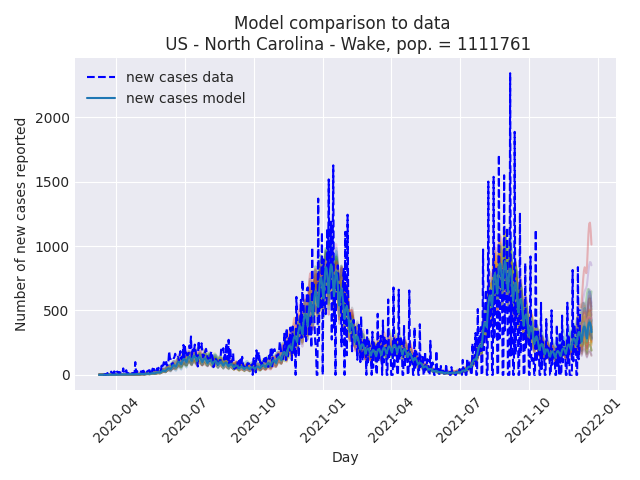 Model comparison to data
US - North Carolina - Wake, pop. = 1111761
new cases data
new cases model
Number of new cases reported
2000
1500
1000
500
0
2020-04
2020-07
2020-10
2021-01
2021-04
2021-07
2021-10
2022-01
Day